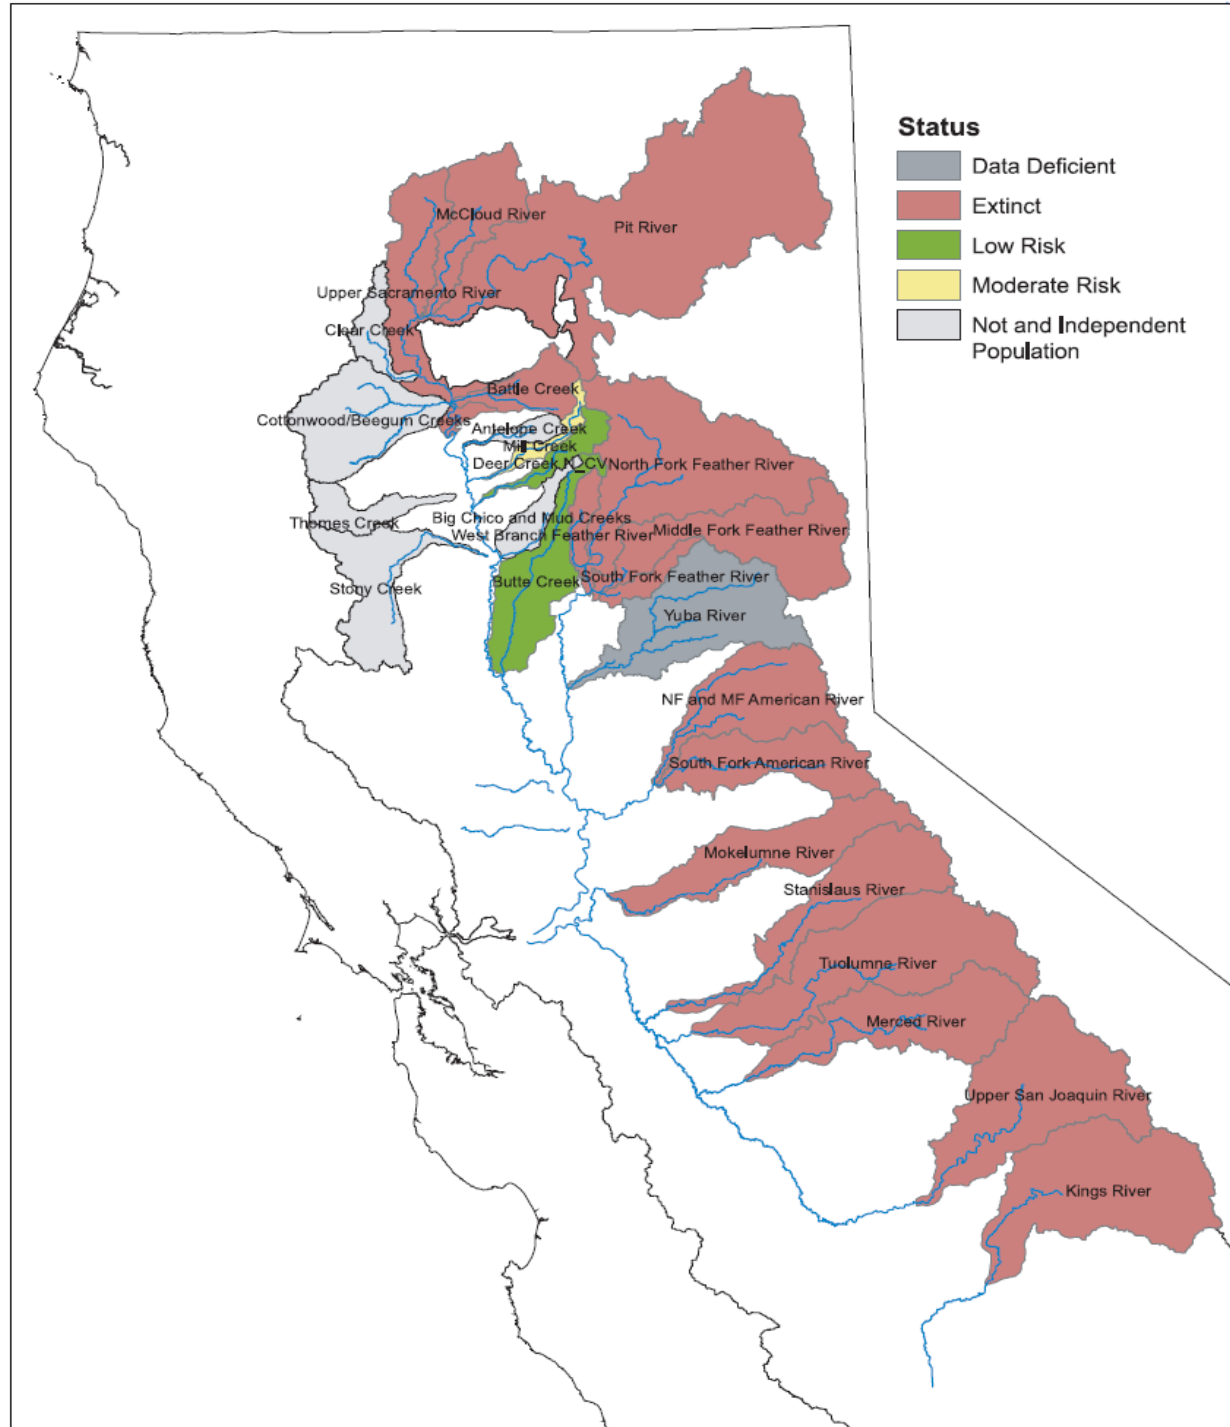 Status
Data Deficient
Extinct
Low Risk
Moderate Risk
Not and Independent
Population
McCloud River
Pit River
Upper Sacramento River
Clear Creek
Battle Creek
Cottonwood/Beegum Creeks
Antelope Creek
Mill Creek
Deer Creek N_CV
North Fork Feather River
Big Chico and Mud Creeks
Thomes Creek
West Branch Feather River
Middle Fork Feather River
Butte Creek
South Fork Feather River
Stony Creek
Yuba River
NF and MF American River
South Fork American River
Mokelumne River
Stanislaus River
Tuolumne River
Merced River
Upper San Joaquin River
Kings River